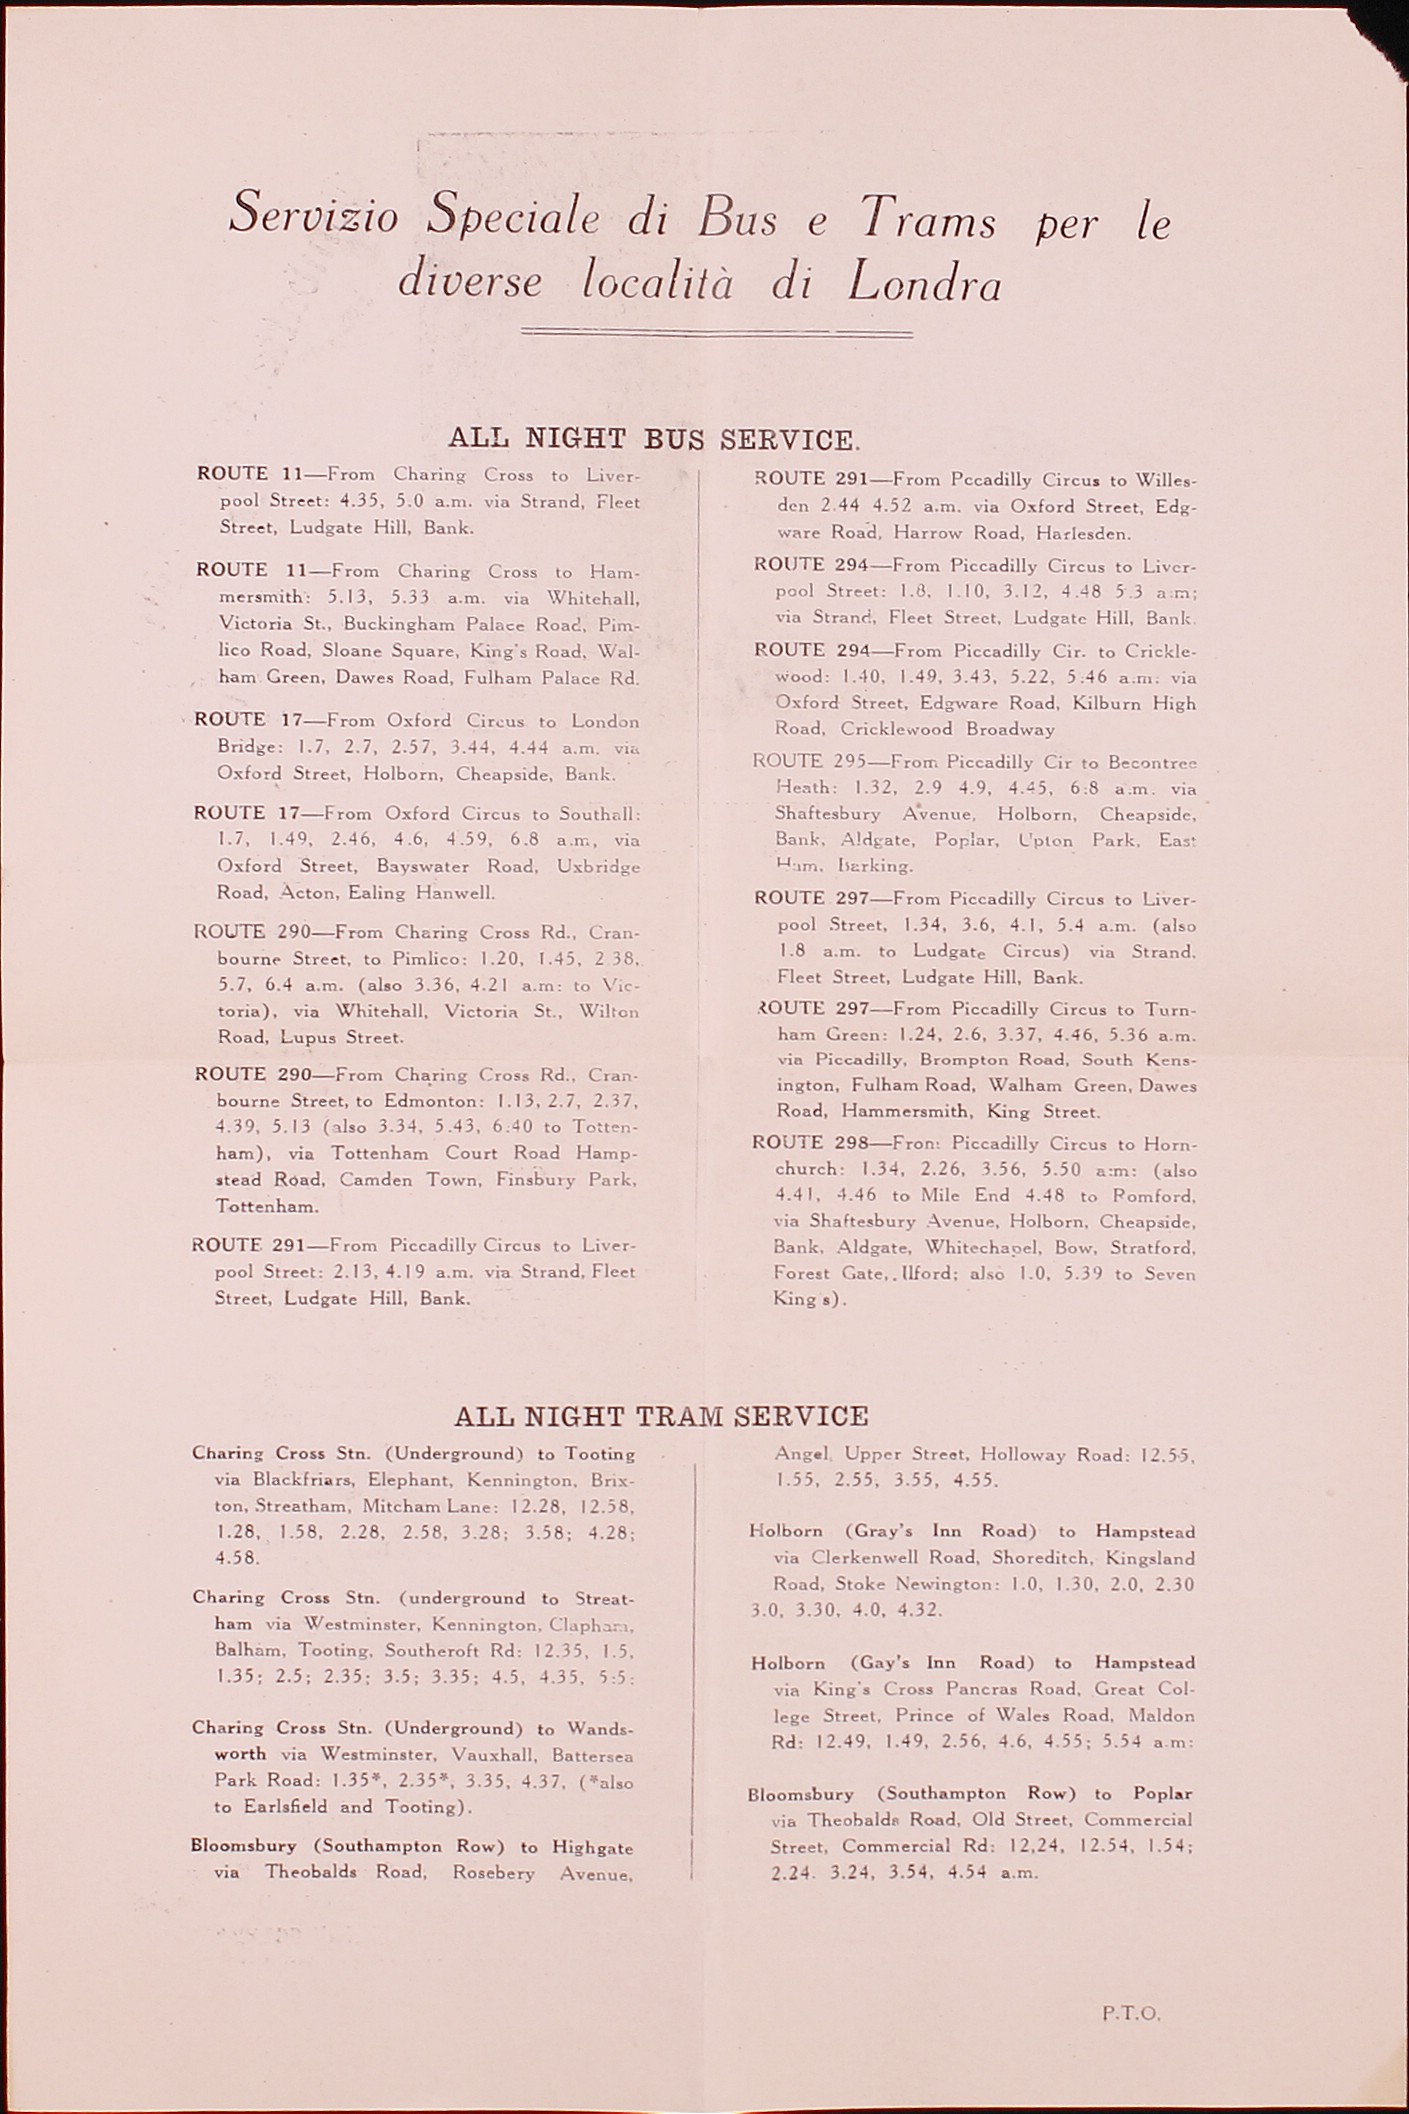 Servizio Speciale di Bus e Trams per le
diverse località di Londra
ALL NIGHT BUS SERVICE.
ROUTE 11—From Charing Cross to Liver-
pool Street: 4.35, 5.0 a.m. via Strand, Fleet
Street, Ludgate Hill, Bank.
ROUTE 11—From Charing Cross to Ham-
mersmith: 5.13, 5.33 a.m. via Whitehall,
Victoria St., Buckingham Palace Road, Pim-
lico Road, Sloane Square, King's Road, Wal-
ham Green, Dawes Road, Fulham Palace Rd.
ROUTE 17—From Oxford Circus to London
Bridge: 1.7, 2.7, 2.57, 3.44, 4.44 a.m. via
Oxford Street, Holborn, Cheapside, Bank.
ROUTE 17—From Oxford Circus to Southall:
1.7, 1.49, 2.46, 4.6, 4.59, 6.8 a.m., via
Oxford Street, Bayswater Road, Uxbridge
Road, Acton, Ealing Hanwell.
ROUTE 290—From Charing Cross Rd., Cran-
bourne Street, to Pimlico: 1.20, 1.45, 2.38,
5.7, 6.4 a.m. (also 3.36, 4.21 a.m: to Vic-
toria), via Whitehall, Victoria St., Wilton
Road, Lupus Street.
ROUTE 290—From Charing Cross Rd., Cran-
bourne Street, to Edmonton: 1.13, 2.7, 2.37,
4.39, 5.13 (also 3.34, 5.43, 6.40 to Totten-
ham), via Tottenham Court Road Hamp-
stead Road, Camden Town, Finsbury Park,
Tottenham.
ROUTE 291—From Piccadilly Circus to Liver-
pool Street: 2.13, 4.19 a.m. via Strand, Fleet
Street, Ludgate Hill, Bank.
ROUTE 291—From Pccadilly Circus to Willes-
den 2.44 4.52 a.m. via Oxford Street, Edg-
ware Road, Harrow Road, Harlesden.
ROUTE 294—From Piccadilly Circus to Liver-
pool Street: 1.8, 1.10, 3.12, 4.48 5.3 a.m;
via Strand, Fleet Street, Ludgate Hill, Bank.
ROUTE 294—From Piccadilly Cir. to Crickle-
wood: 1.40, 1.49, 3.43, 5.22, 5.46 a.m. via
Oxford Street, Edgware Road, Kilburn High
Road, Cricklewood Broadway
ROUTE 295—From Piccadilly Cir to Becontree
Heath: 1.32, 2.9 4.9, 4.45, 6:8 a.m. via
Shaftesbury Avenue, Holborn, Cheapside,
Bank, Aldgate, Poplar, Upton Park, East
Ham, Barking.
ROUTE 297—From Piccadilly Circus to Liver-
pool Street, 1.34, 3.6, 4.1, 5.4 a.m. (also
1.8 a.m. to Ludgate Circus) via Strand,
Fleet Street, Ludgate Hill, Bank.
ROUTE 297—From Piccadilly Circus to Turn-
ham Green: 1.24, 2.6, 3.37, 4.46, 5.36 a.m.
via Piccadilly, Brompton Road, South Kens-
ington, Fulham Road, Walham Green, Dawes
Road, Hammersmith, King Street.
ROUTE 298—From Piccadilly Circus to Horn-
church: 1.34, 2.26, 3.56, 5.50 a:m: (also
4.41, 4.46 to Mile End 4.48 to Romford,
via Shaftesbury Avenue, Holborn, Cheapside,
Bank, Aldgate, Whitechapel, Bow, Stratford,
Forest Gate, Ilford; also 1.0, 5.39 to Seven
King s).
ALL NIGHT TRAM SERVICE
Charing Cross Stn. (Underground) to Tooting
via Blackfriars, Elephant, Kennington, Brix-
ton, Streatham, Mitcham Lane: 12.28, 12.58,
1.28, 1.58, 2.28, 2.58, 3.28; 3.58; 4.28;
4.58.
Charing Cross Stn. (underground to Streat-
ham via Westminster, Kennington, Clapham,
Balham, Tooting, Southeroft Rd: 12.35, 1.5,
1.35; 2.5; 2.35; 3.5; 3.35; 4.5, 4.35, 5:5:
Charing Cross Stn. (Underground) to Wands-
worth via Westminster, Vauxhall, Battersea
Park Road: 1.35*, 2.35*, 3.35, 4.37, (*also
to Earlsfield and Tooting).
Bloomsbury (Southampton Row) to Highgate
via Theobalds Road, Rosebery Avenue,
Angel, Upper Street, Holloway Road: 12.55,
1.55, 2.55, 3.55, 4.55.
Holborn (Gray's Inn Road) to Hampstead
via Clerkenwell Road, Shoreditch, Kingsland
Road, Stoke Newington: 1.0, 1.30, 2.0, 2.30
3.0, 3.30, 4.0, 4.32.
Holborn (Gay's Inn Road) to Hampstead
via King's Cross Pancras Road, Great Col-
lege Street, Prince of Wales Road, Maldon
Rd: 12.49, 1.49, 2.56, 4.6, 4.55; 5.54 a.m:
Bloomsbury (Southampton Row) to Poplar
via Theobalds Road, Old Street, Commercial
Street, Commercial Rd: 12,24, 12.54, 1.54;
2.24. 3.24, 3.54, 4.54 a.m.
P.T.O.